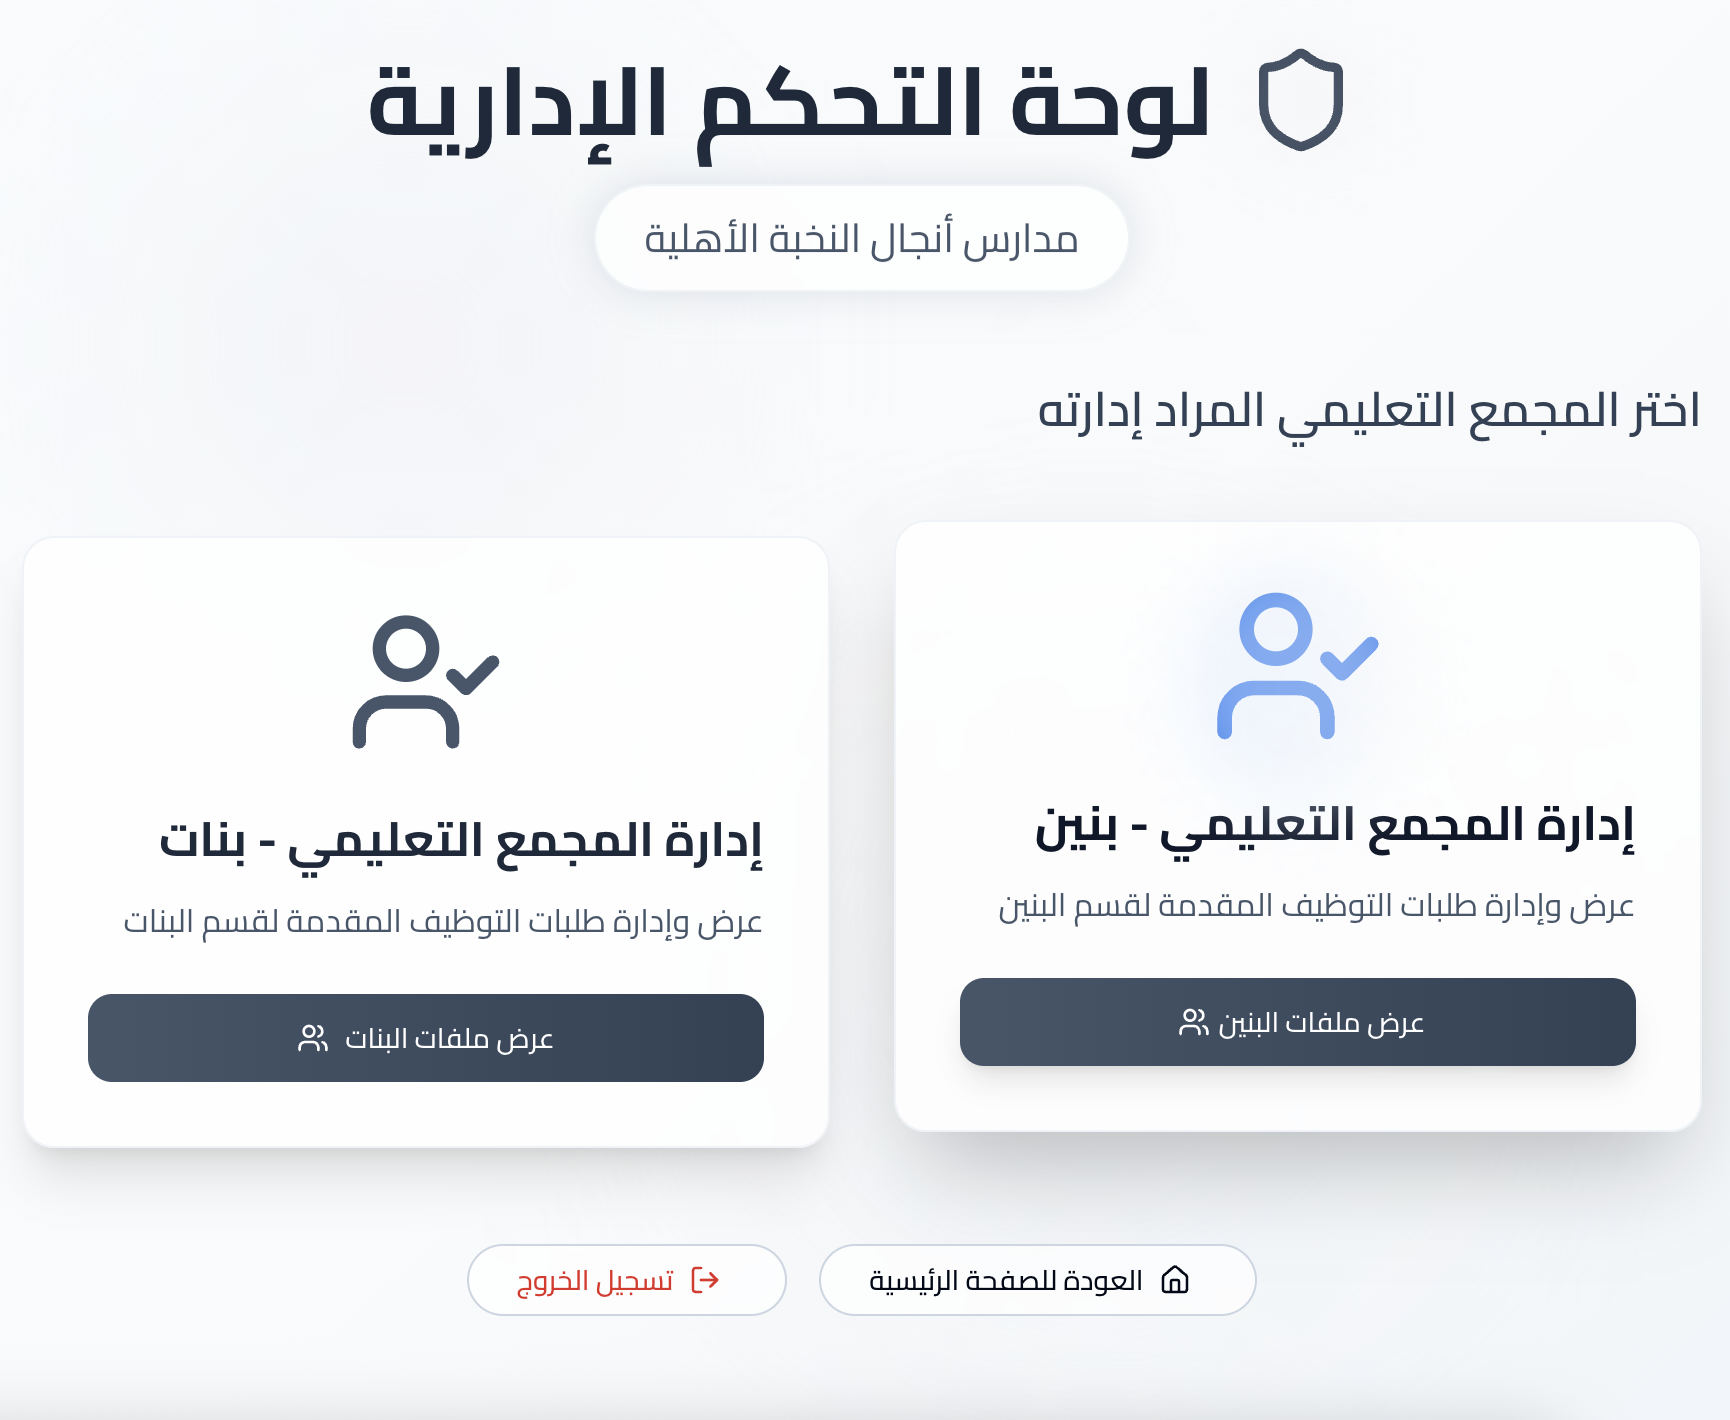 لوحة التحكم الإدارية
مدارس أنجال النخبة الأهلية
اختر المجمع التعليمي المراد إدارته
إدارة المجمع التعليمي - بنين
عرض وإدارة طلبات التوظيف المقدمة لقسم البنين
عرض ملفات البنين
إدارة المجمع التعليمي - بنات
عرض وإدارة طلبات التوظيف المقدمة لقسم البنات
عرض ملفات البنات
العودة للصفحة الرئيسية
تسجيل الخروج